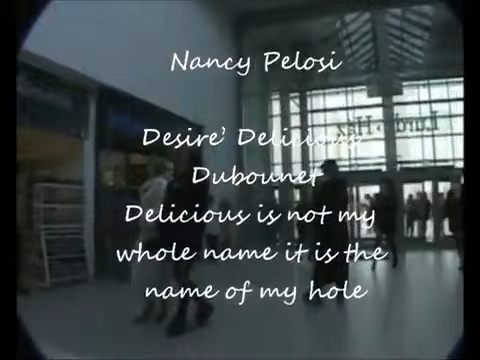 Nancy Pelosi
Desire' Delicious
Dubounet
Delicious is not my
whole name it is the
name of my hole